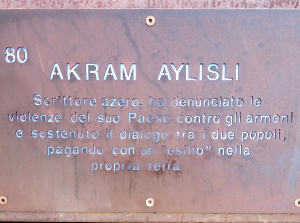 80
AKRAM AYLISLI
Scrittore azero, ha denunciato le
violenze del suo Paese contro gli armeni
e sostenuto il dialogo tra i due popoli,
pagando con un "esilio" nella
propria terra